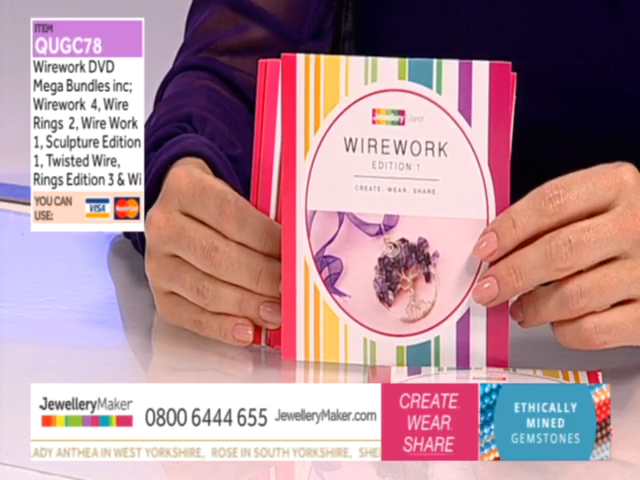 ITEM
QUGC78
Wirework DVD
Mega Bundles inc;
Wirework 4, Wire
Rings 2, Wire Work
1, Sculpture Edition
1, Twisted Wire,
Rings Edition 3 & Wi
YOU CAN
USE:
VISA
MasterCard
JewelleryMaker
WIREWORK
EDITION 1
CREATE. WEAR. SHARE.
JewelleryMaker
0800 6444 655
JewelleryMaker.com
CREATE.
WEAR.
SHARE
ETHICALLY
MINED
GEMSTONES
ADY ANTHEA IN WEST YORKSHIRE, ROSE IN SOUTH YORKSHIRE, SHE